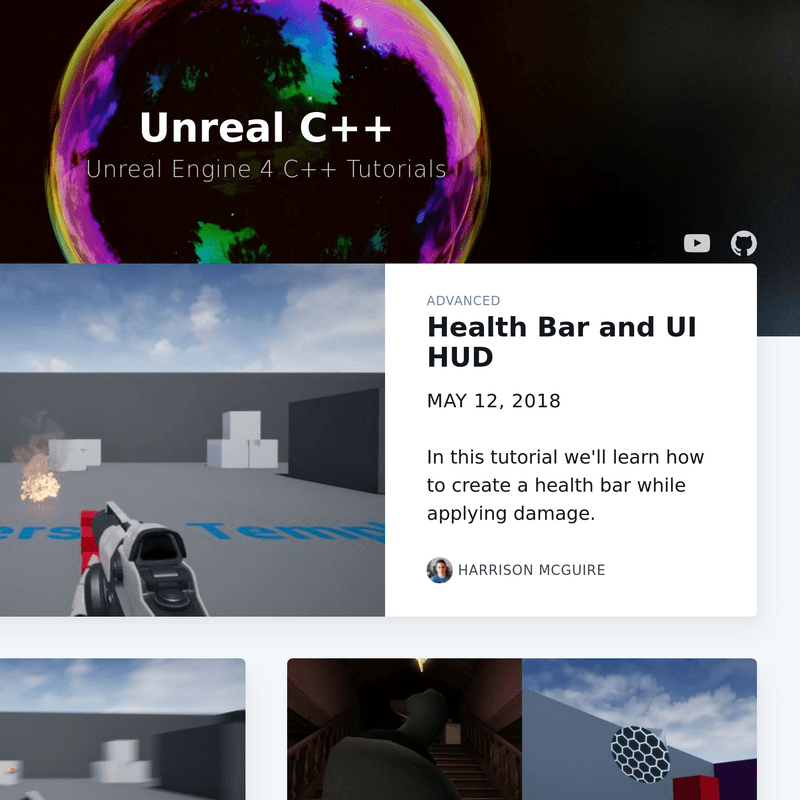 Unreal C++
Unreal Engine 4 C++ Tutorials
ADVANCED
Health Bar and UI
HUD
MAY 12, 2018
In this tutorial we'll learn how
to create a health bar while
applying damage.
HARRISON MCGUIRE